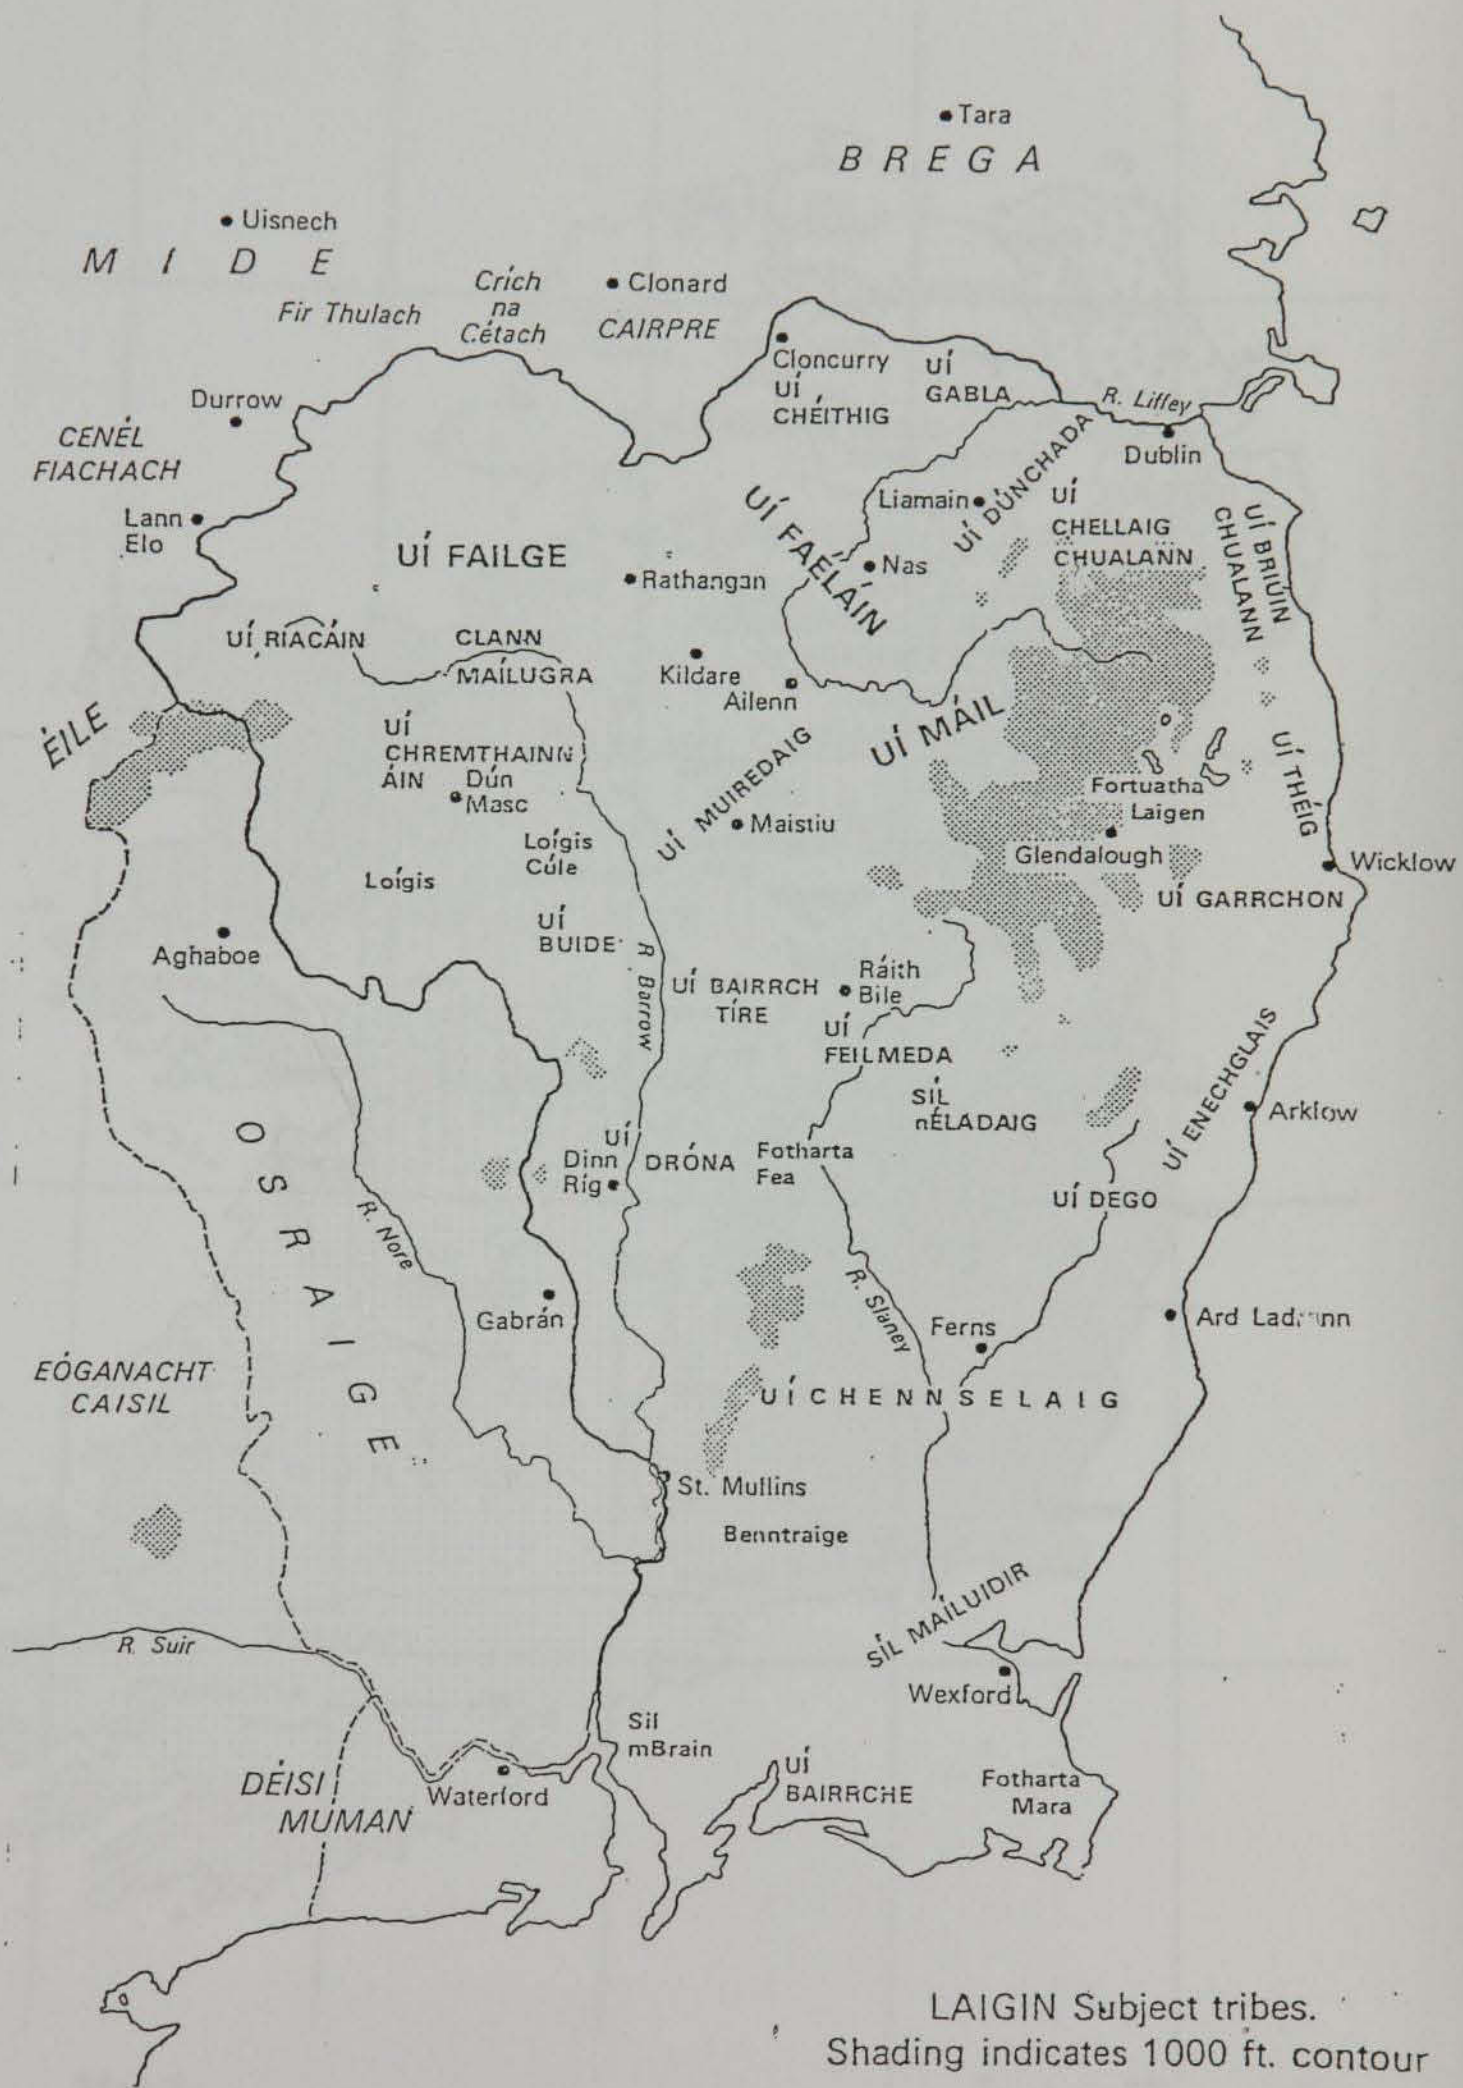 Tara
BREGA
Uisnech
MIDE
Fir Thulach
Crích
na
Cétach
Clonard
CAIRPRE
Cloncurry
UÍ
CHÉITHIG
UÍ
GABLA
R. Liffey
Dublin
Durrow
CENÉL
FIACHACH
Lann
Elo
UÍ FAILGE
Rathangan
UÍ FAÉLÁIN
Liamain
Nas
UÍ DÚNCHADA
UÍ
CHELLAIG
CHUALANN
UÍ BRIÚIN
CHUALANN
UÍ RÍACÁIN
CLANN
MAÍLUGRA
Kildare
Ailenn
ÉILE
UÍ
CHREMTHAINN
ÁIN
Dún
Masc
UÍ MUIREDAIG
Maistiu
UÍ MÁIL
Fortuatha
Laigen
Glendalough
UÍ THÉIG
Wicklow
UÍ GARRCHON
Loígis
Cúle
Loígis
UÍ
BUIDE
Aghaboe
R. Barrow
UÍ BAIRRCH
TÍRE
Ráith
Bile
UÍ
FEILMEDA
SÍL
nÉLADAIG
UÍ ENECHGLAIS
Arklow
OSRAIGE
UÍ
DRÓNA
Dinn
Ríg
Fotharta
Fea
UÍ DEGO
R. Nore
Gabrán
R. Slaney
Ferns
Ard
EÓGANACHT
CAISIL
UÍ CHENNSELAIG
St. Mullins
Benntraige
R. Suir
SÍL MAÍLUIDIR
Wexford
Sil
mBrain
DÉISI
MUMAN
Waterford
UÍ
BAIRRCHE
Fotharta
Mara
LAIGIN Subject tribes.
Shading indicates 1000 ft. contour